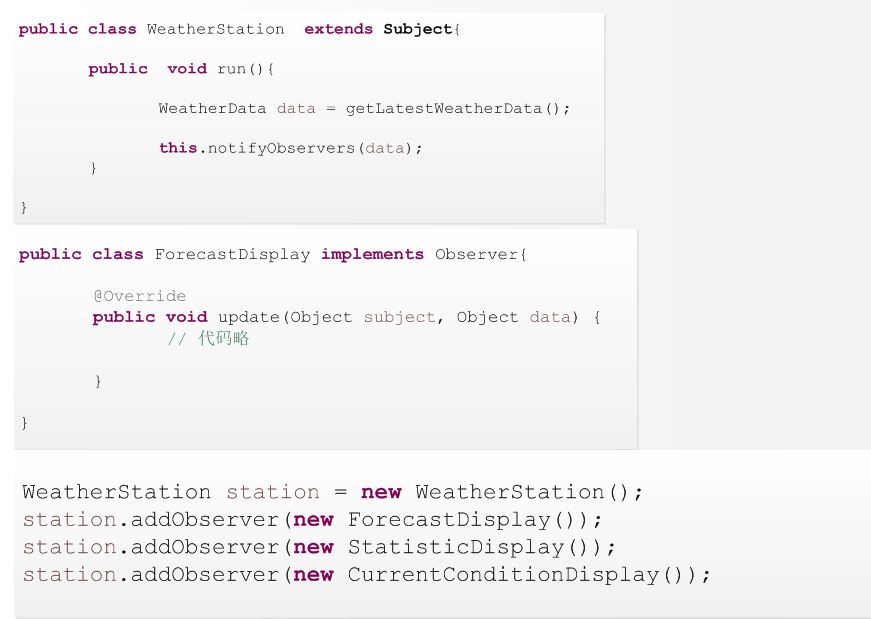 public class WeatherStation extends Subject{
public void run(){
WeatherData data = getLatestWeatherData();
this.notifyObservers(data);
}
}
public class ForecastDisplay implements Observer{
@Override
public void update(Object subject, Object data) {
// 代码略
}
}
WeatherStation station = new WeatherStation();
station.addObserver(new ForecastDisplay());
station.addObserver(new StatisticDisplay());
station.addObserver(new CurrentConditionDisplay());